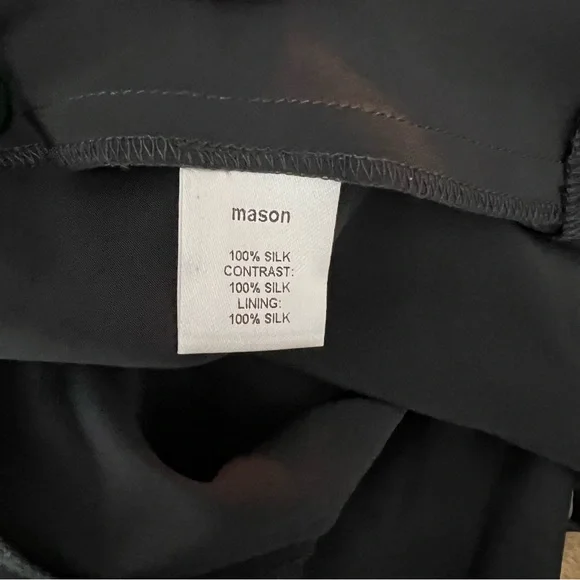 mason
100% SILK
CONTRAST:
100% SILK
LINING:
100% SILK